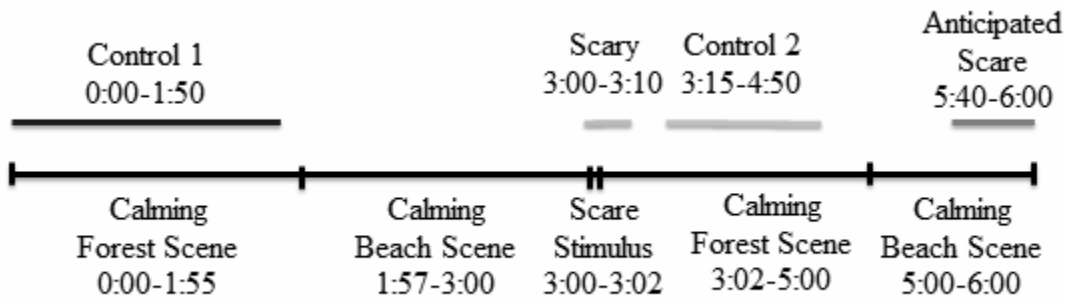 Control 1
0:00-1:50
Scary
3:00-3:10
Control 2
3:15-4:50
Anticipated
Scare
5:40-6:00
Calming
Forest Scene
0:00-1:55
Calming
Beach Scene
1:57-3:00
Scare
Stimulus
3:00-3:02
Calming
Forest Scene
3:02-5:00
Calming
Beach Scene
5:00-6:00